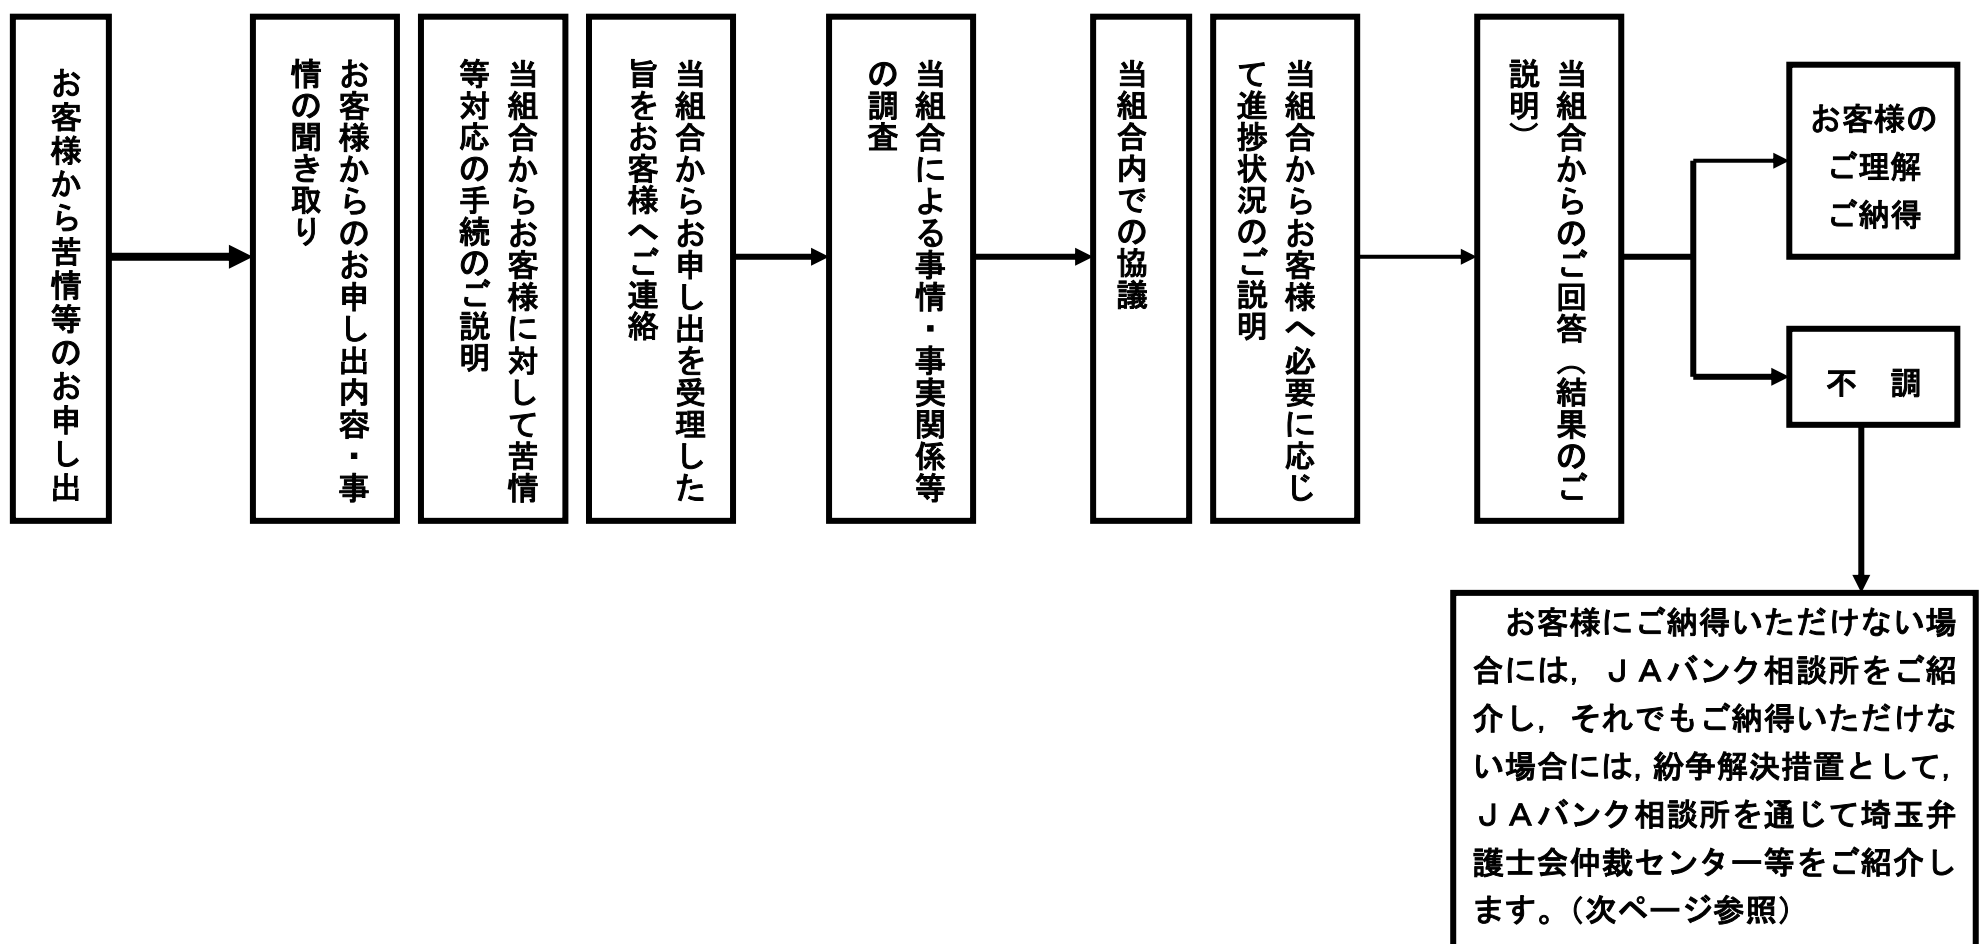 お客様から苦情等のお申し出
お客様からのお申し出内容・事
情の聞き取り
当組合からお客様に対して苦情
等対応の手続のご説明
当組合からお申し出を受理した
旨をお客様へご連絡
当組合による事情・事実関係等
の調査
当組合内での協議
当組合からお客様へ必要に応じ
て進捗状況のご説明
当組合からのご回答（結果のご
説明）
お客様の
ご理解
ご納得
不　調
お客様にご納得いただけない場
合には，ＪＡバンク相談所をご紹
介し，それでもご納得いただけな
い場合には，紛争解決措置として，
ＪＡバンク相談所を通じて埼玉弁
護士会仲裁センター等をご紹介し
ます。（次ページ参照）